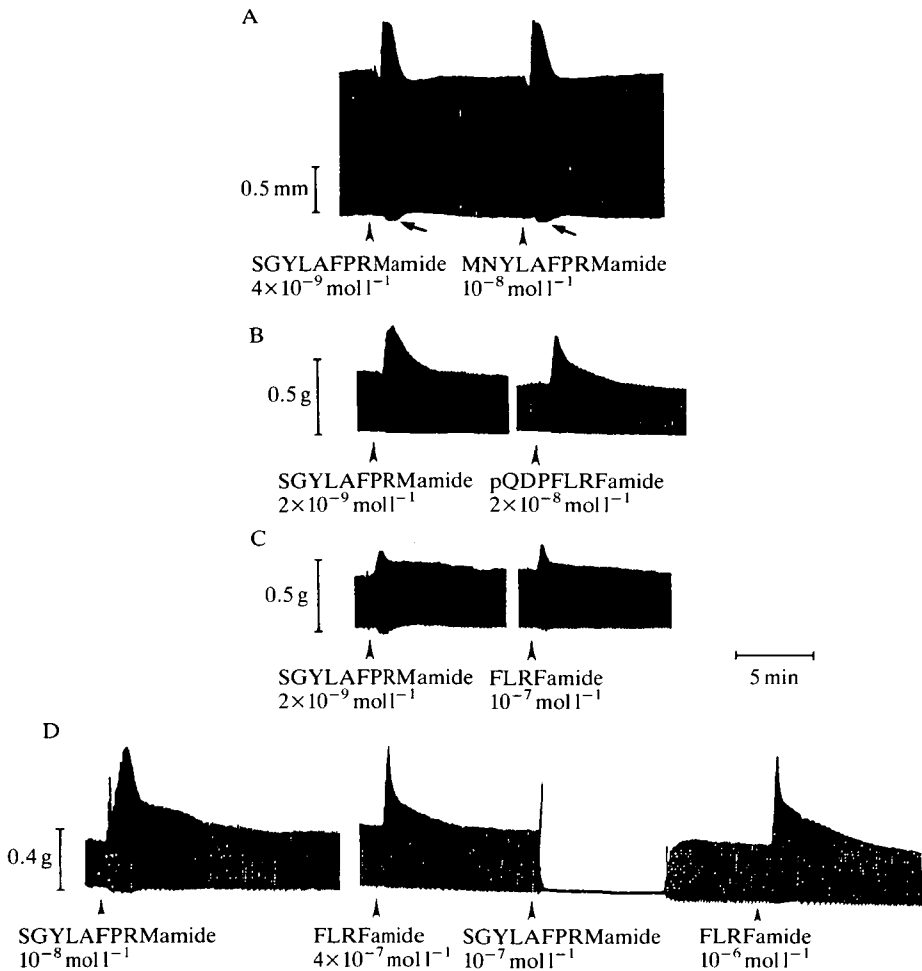 A
0.5 mm
SGYLAFPRMamide MNYLAFPRMamide
4×10⁻⁹ mol l⁻¹ 10⁻⁸ mol l⁻¹
B
0.5 g
SGYLAFPRMamide pQDPFLRFamide
2×10⁻⁹ mol l⁻¹ 2×10⁻⁸ mol l⁻¹
C
0.5 g
SGYLAFPRMamide FLRFamide
2×10⁻⁹ mol l⁻¹ 10⁻⁷ mol l⁻¹
5 min
D
0.4 g
SGYLAFPRMamide FLRFamide SGYLAFPRMamide FLRFamide
10⁻⁸ mol l⁻¹ 4×10⁻⁷ mol l⁻¹ 10⁻⁷ mol l⁻¹ 10⁻⁶ mol l⁻¹